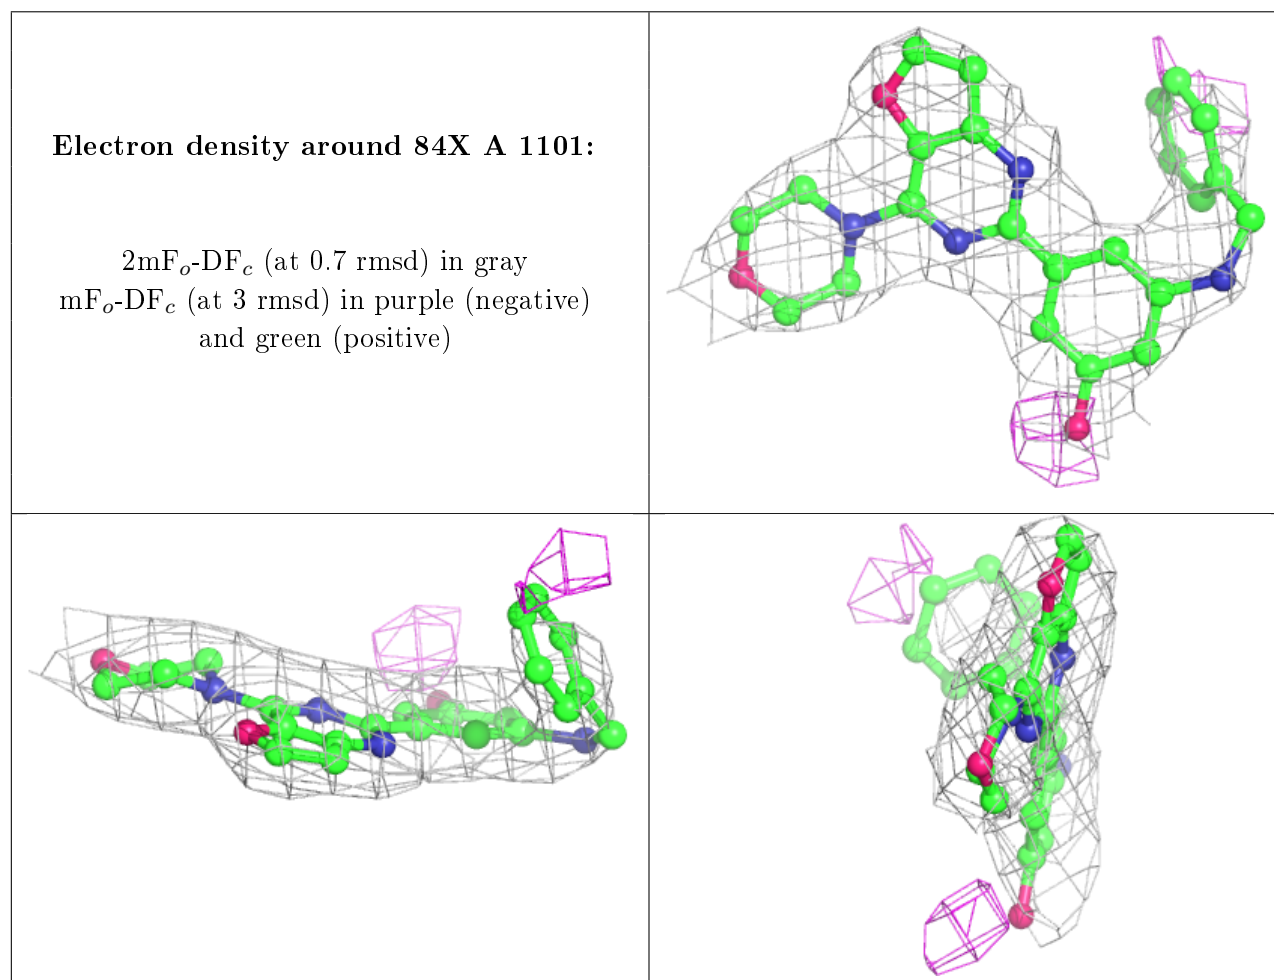 Electron density around 84X A 1101:
2mFo-DFc (at 0.7 rmsd) in gray
mFo-DFc (at 3 rmsd) in purple (negative)
and green (positive)